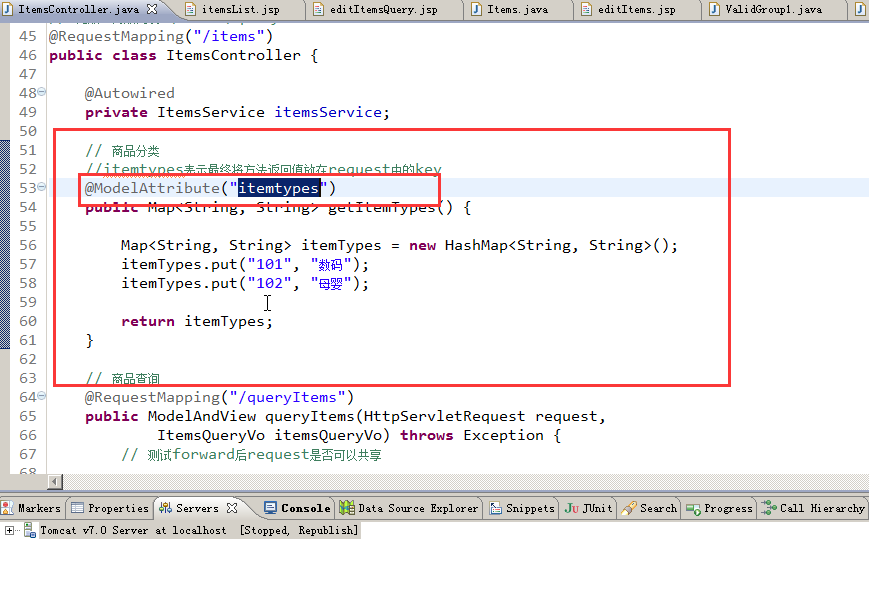 ItemsController.java itemsList.jsp editItemsQuery.jsp Items.java editItems.jsp ValidGroup1.java
45 @RequestMapping("/items")
46 public class ItemsController {
47
48 @Autowired
49 private ItemsService itemsService;
50
51 // 商品分类
52 //itemtypes表示最终将方法返回值放在request中的key
53 @ModelAttribute("itemtypes")
54 public Map<String, String> getItemTypes() {
55
56 Map<String, String> itemTypes = new HashMap<String, String>();
57 itemTypes.put("101", "数码");
58 itemTypes.put("102", "母婴");
59
60 return itemTypes;
61 }
62
63 // 商品查询
64 @RequestMapping("/queryItems")
65 public ModelAndView queryItems(HttpServletRequest request,
66 ItemsQueryVo itemsQueryVo) throws Exception {
67 // 测试forward后request是否可以共享
68
Markers Properties Servers Console Data Source Explorer Snippets JUnit Search Progress Call Hierarchy
Tomcat v7.0 Server at localhost [Stopped, Republish]